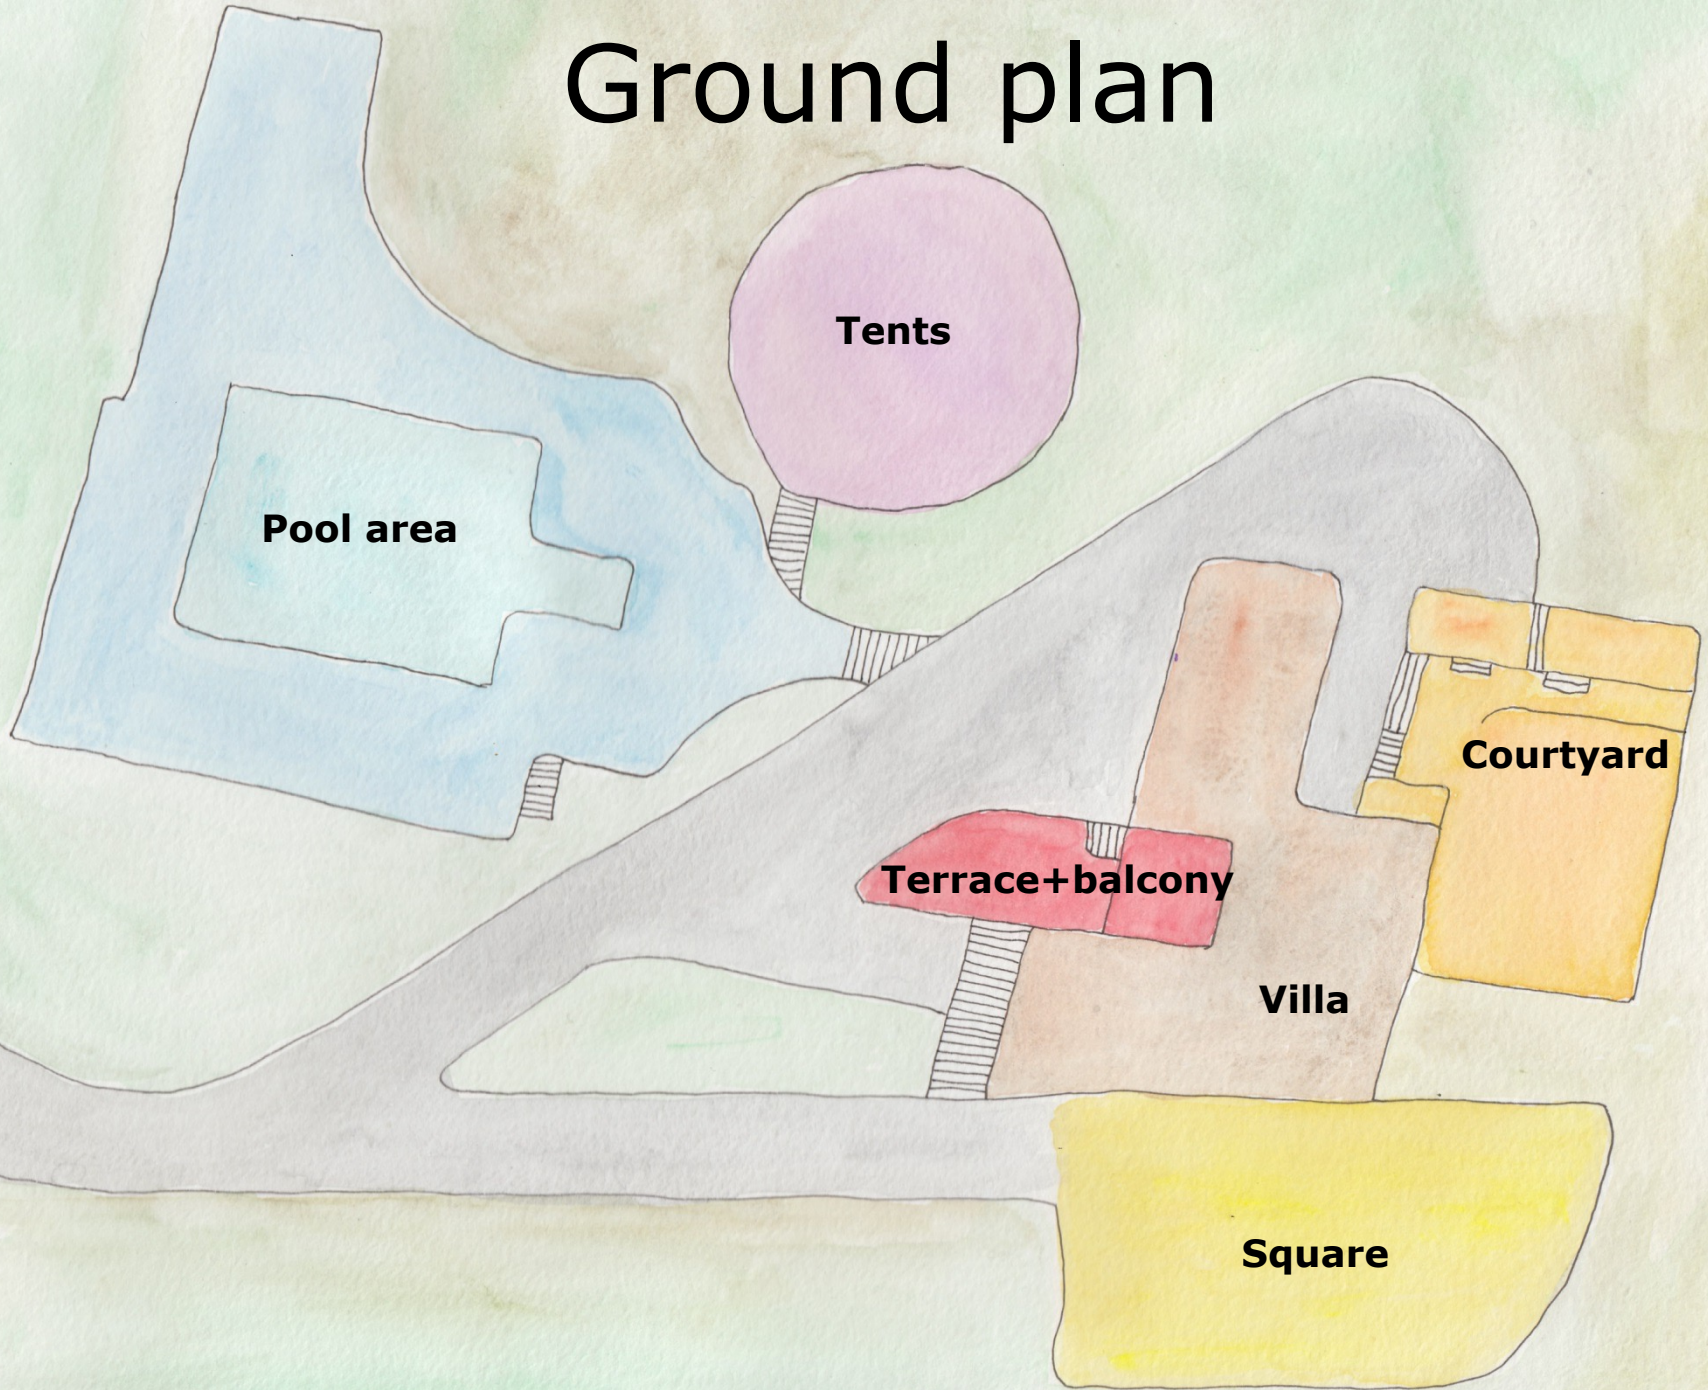 Ground plan
Tents
Pool area
Courtyard
Terrace+balcony
Villa
Square